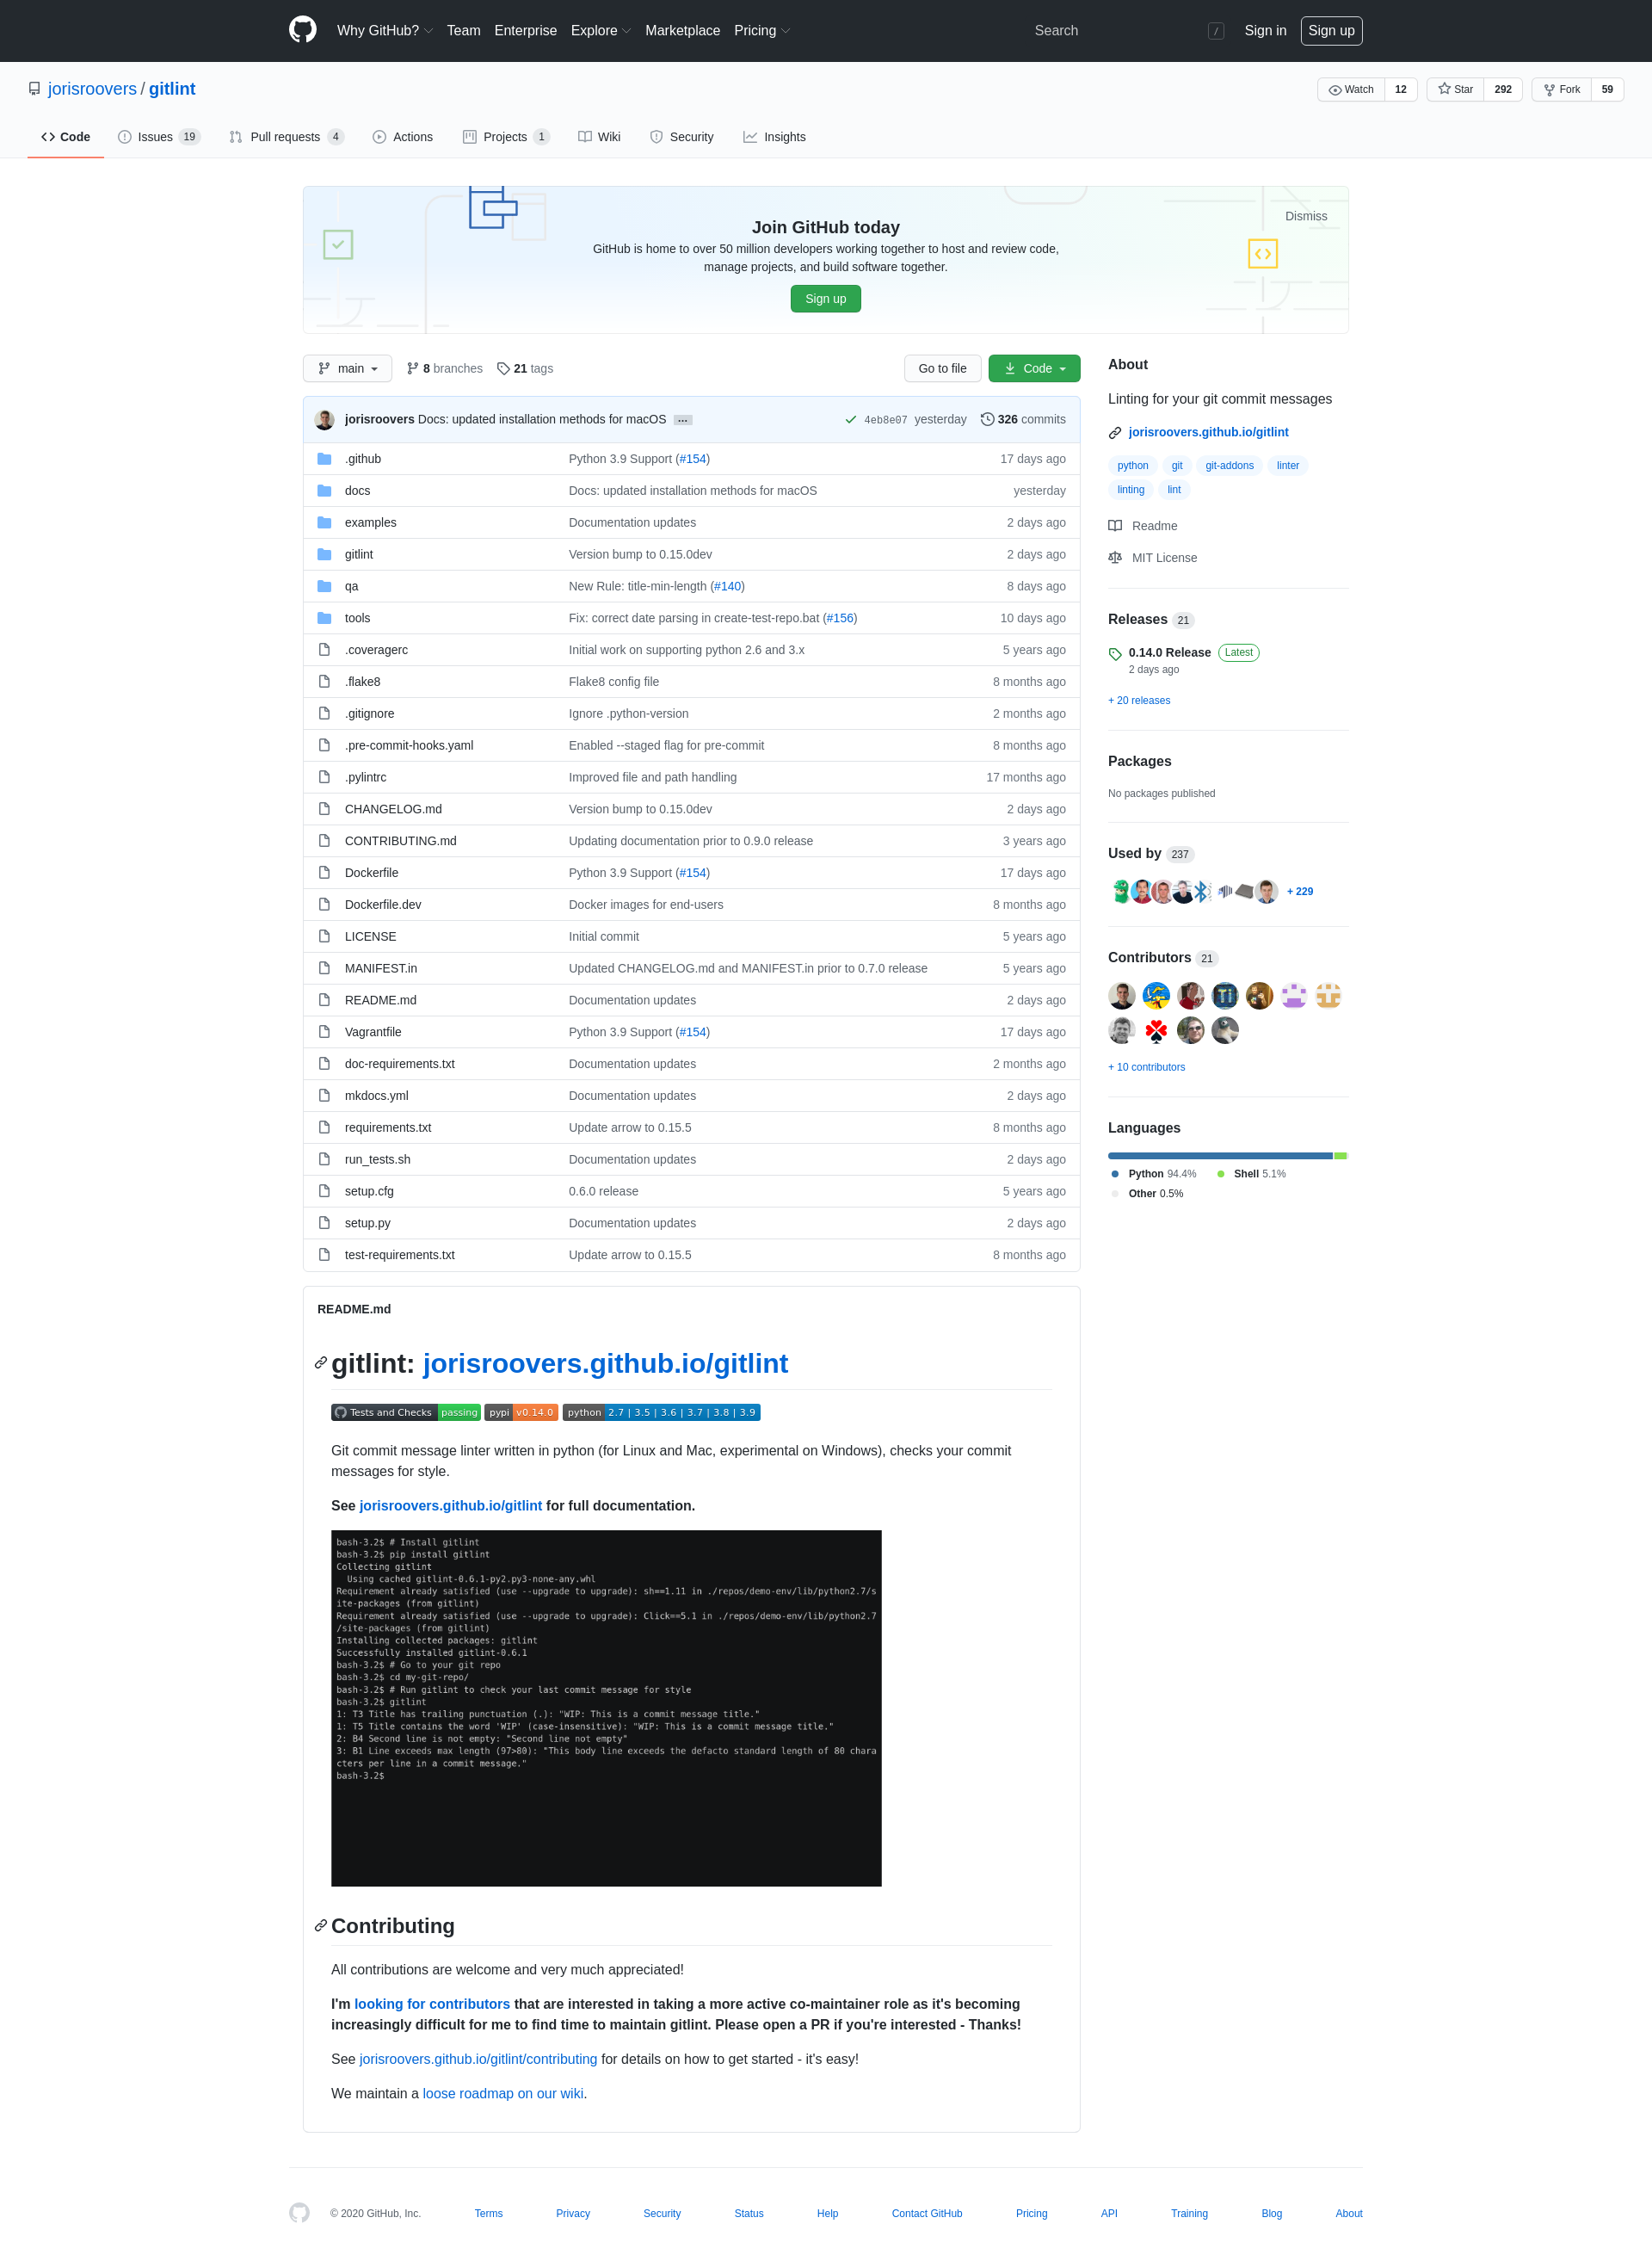 Why GitHub? Team Enterprise Explore Marketplace Pricing Search / Sign in Sign up
jorisroovers / gitlint Watch 12 Star 292 Fork 59
Code Issues 19 Pull requests 4 Actions Projects 1 Wiki Security Insights
Dismiss
Join GitHub today
GitHub is home to over 50 million developers working together to host and review code,
manage projects, and build software together.
Sign up
main 8 branches 21 tags Go to file Code
jorisroovers Docs: updated installation methods for macOS … 4eb8e07 yesterday 326 commits
.github Python 3.9 Support (#154) 17 days ago
docs Docs: updated installation methods for macOS yesterday
examples Documentation updates 2 days ago
gitlint Version bump to 0.15.0dev 2 days ago
qa New Rule: title-min-length (#140) 8 days ago
tools Fix: correct date parsing in create-test-repo.bat (#156) 10 days ago
.coveragerc Initial work on supporting python 2.6 and 3.x 5 years ago
.flake8 Flake8 config file 8 months ago
.gitignore Ignore .python-version 2 months ago
.pre-commit-hooks.yaml Enabled --staged flag for pre-commit 8 months ago
.pylintrc Improved file and path handling 17 months ago
CHANGELOG.md Version bump to 0.15.0dev 2 days ago
CONTRIBUTING.md Updating documentation prior to 0.9.0 release 3 years ago
Dockerfile Python 3.9 Support (#154) 17 days ago
Dockerfile.dev Docker images for end-users 8 months ago
LICENSE Initial commit 5 years ago
MANIFEST.in Updated CHANGELOG.md and MANIFEST.in prior to 0.7.0 release 5 years ago
README.md Documentation updates 2 days ago
Vagrantfile Python 3.9 Support (#154) 17 days ago
doc-requirements.txt Documentation updates 2 months ago
mkdocs.yml Documentation updates 2 days ago
requirements.txt Update arrow to 0.15.5 8 months ago
run_tests.sh Documentation updates 2 days ago
setup.cfg 0.6.0 release 5 years ago
setup.py Documentation updates 2 days ago
test-requirements.txt Update arrow to 0.15.5 8 months ago
README.md
gitlint: jorisroovers.github.io/gitlint
Tests and Checks passing pypi v0.14.0 python 2.7 | 3.5 | 3.6 | 3.7 | 3.8 | 3.9
Git commit message linter written in python (for Linux and Mac, experimental on Windows), checks your commit
messages for style.
See jorisroovers.github.io/gitlint for full documentation.
bash-3.2$ # Install gitlint
bash-3.2$ pip install gitlint
Collecting gitlint
Using cached gitlint-0.6.1-py2.py3-none-any.whl
Requirement already satisfied (use --upgrade to upgrade): sh==1.11 in ./repos/demo-env/lib/python2.7/s
ite-packages (from gitlint)
Requirement already satisfied (use --upgrade to upgrade): Click==5.1 in ./repos/demo-env/lib/python2.7
/site-packages (from gitlint)
Installing collected packages: gitlint
Successfully installed gitlint-0.6.1
bash-3.2$ # Go to your git repo
bash-3.2$ cd my-git-repo/
bash-3.2$ # Run gitlint to check your last commit message for style
bash-3.2$ gitlint
1: T3 Title has trailing punctuation (.): "WIP: This is a commit message title."
1: T5 Title contains the word 'WIP' (case-insensitive): "WIP: This is a commit message title."
2: B4 Second line is not empty: "Second line not empty"
3: B1 Line exceeds max length (97>80): "This body line exceeds the defacto standard length of 80 chara
cters per line in a commit message."
bash-3.2$
Contributing
All contributions are welcome and very much appreciated!
I'm looking for contributors that are interested in taking a more active co-maintainer role as it's becoming
increasingly difficult for me to find time to maintain gitlint. Please open a PR if you're interested - Thanks!
See jorisroovers.github.io/gitlint/contributing for details on how to get started - it's easy!
We maintain a loose roadmap on our wiki.
About
Linting for your git commit messages
jorisroovers.github.io/gitlint
python git git-addons linter
linting lint
Readme
MIT License
Releases 21
0.14.0 Release Latest
2 days ago
+ 20 releases
Packages
No packages published
Used by 237
+ 229
Contributors 21
+ 10 contributors
Languages
Python 94.4% Shell 5.1%
Other 0.5%
© 2020 GitHub, Inc. Terms Privacy Security Status Help Contact GitHub Pricing API Training Blog About